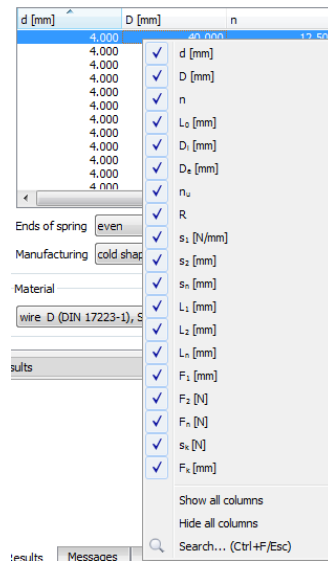 d [mm] D [mm] n
4.000 40.000 12.50
4.000
4.000
4.000
4.000
4.000
4.000
4.000
4.000
4.000
4.000
4.000
d [mm]
D [mm]
n
L₀ [mm]
Dᵢ [mm]
Dₑ [mm]
nᵤ
R
s₁ [N/mm]
s₂ [mm]
sₙ [mm]
L₁ [mm]
L₂ [mm]
Lₙ [mm]
F₁ [mm]
F₂ [N]
Fₙ [N]
sₖ [N]
Fₖ [mm]
Show all columns
Hide all columns
Search... (Ctrl+F/Esc)
Ends of spring even
Manufacturing cold shap
Material
wire D (DIN 17223-1), S
sults
Results Messages